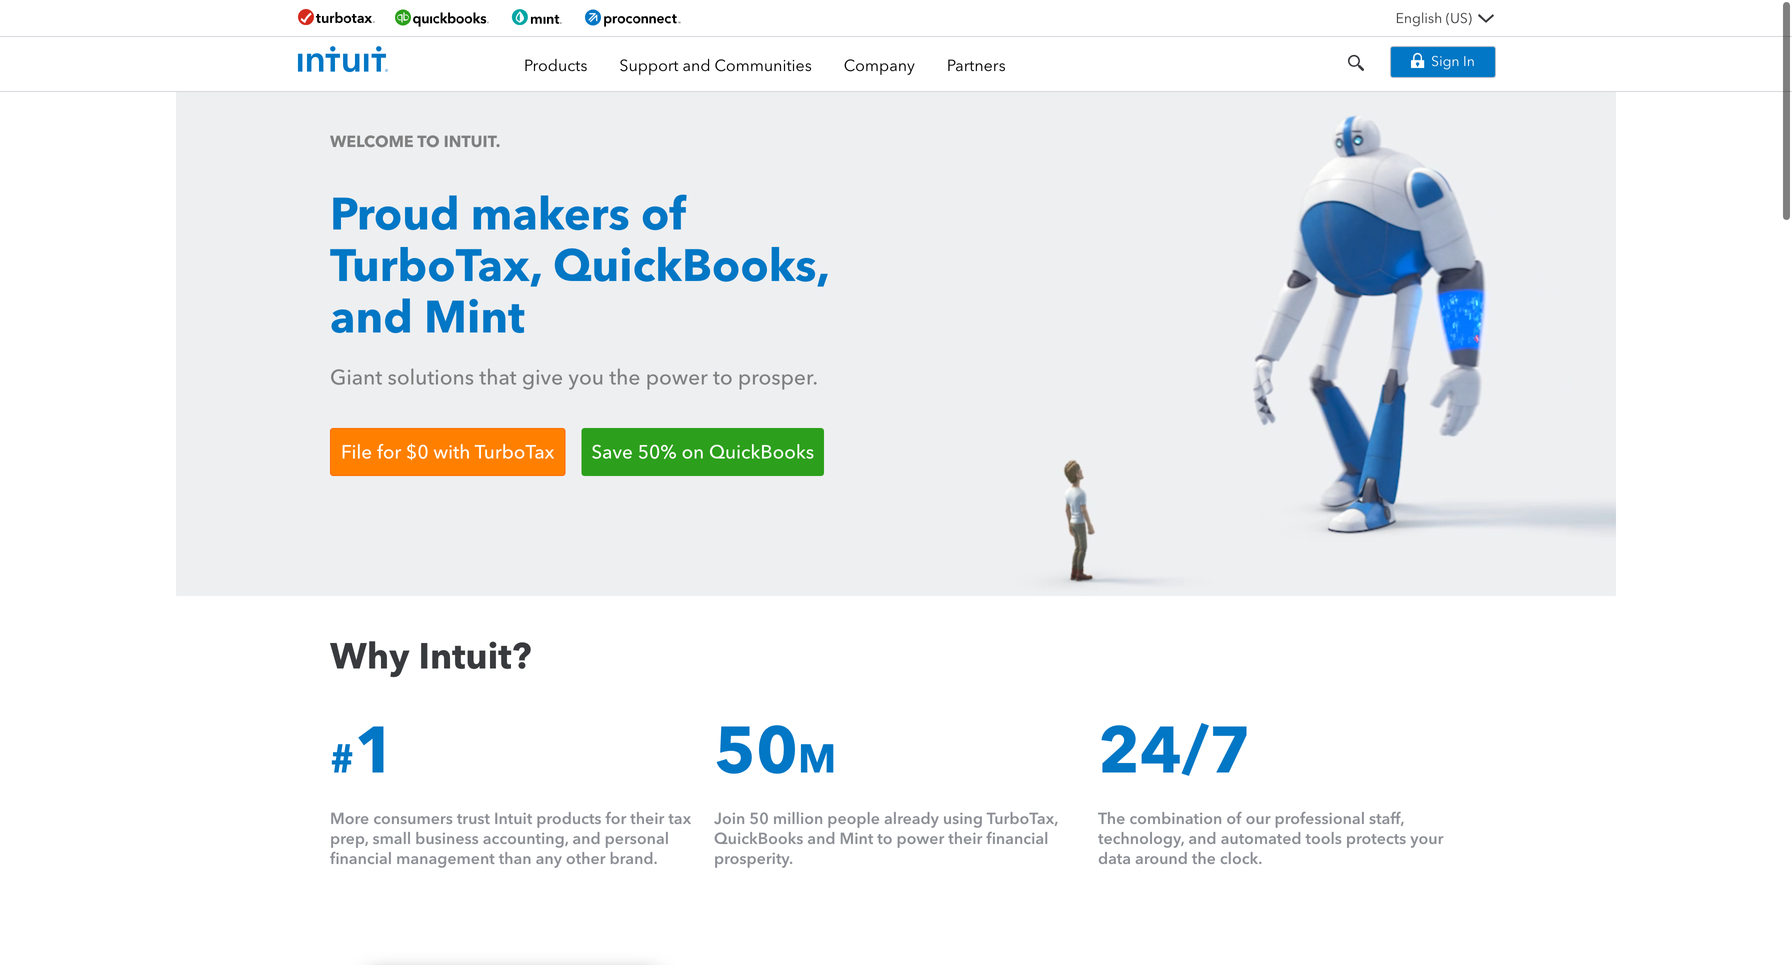 turbotax. quickbooks. mint. proconnect.
English (US)
intuit.
Products Support and Communities Company Partners
Sign In
WELCOME TO INTUIT.
Proud makers of
TurboTax, QuickBooks,
and Mint
Giant solutions that give you the power to prosper.
File for $0 with TurboTax
Save 50% on QuickBooks
Why Intuit?
#1
More consumers trust Intuit products for their tax
prep, small business accounting, and personal
financial management than any other brand.
50M
Join 50 million people already using TurboTax,
QuickBooks and Mint to power their financial
prosperity.
24/7
The combination of our professional staff,
technology, and automated tools protects your
data around the clock.